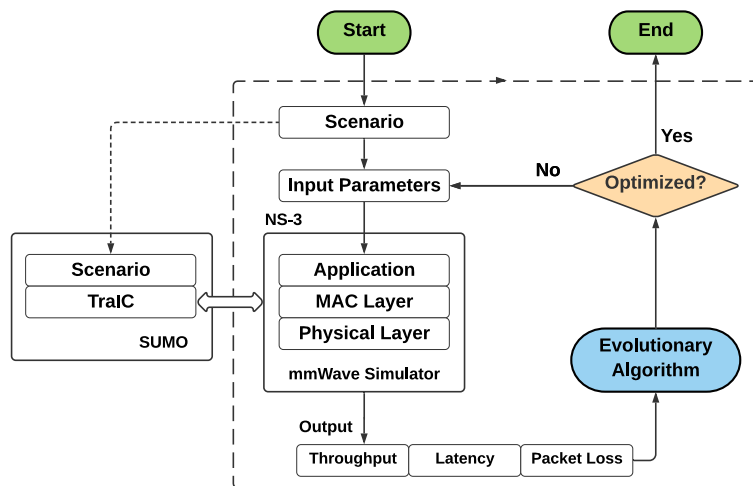 Start
End
Scenario
Yes
No
Optimized?
Input Parameters
NS-3
Scenario
TraIC
SUMO
Application
MAC Layer
Physical Layer
mmWave Simulator
Evolutionary
Algorithm
Output
Throughput
Latency
Packet Loss